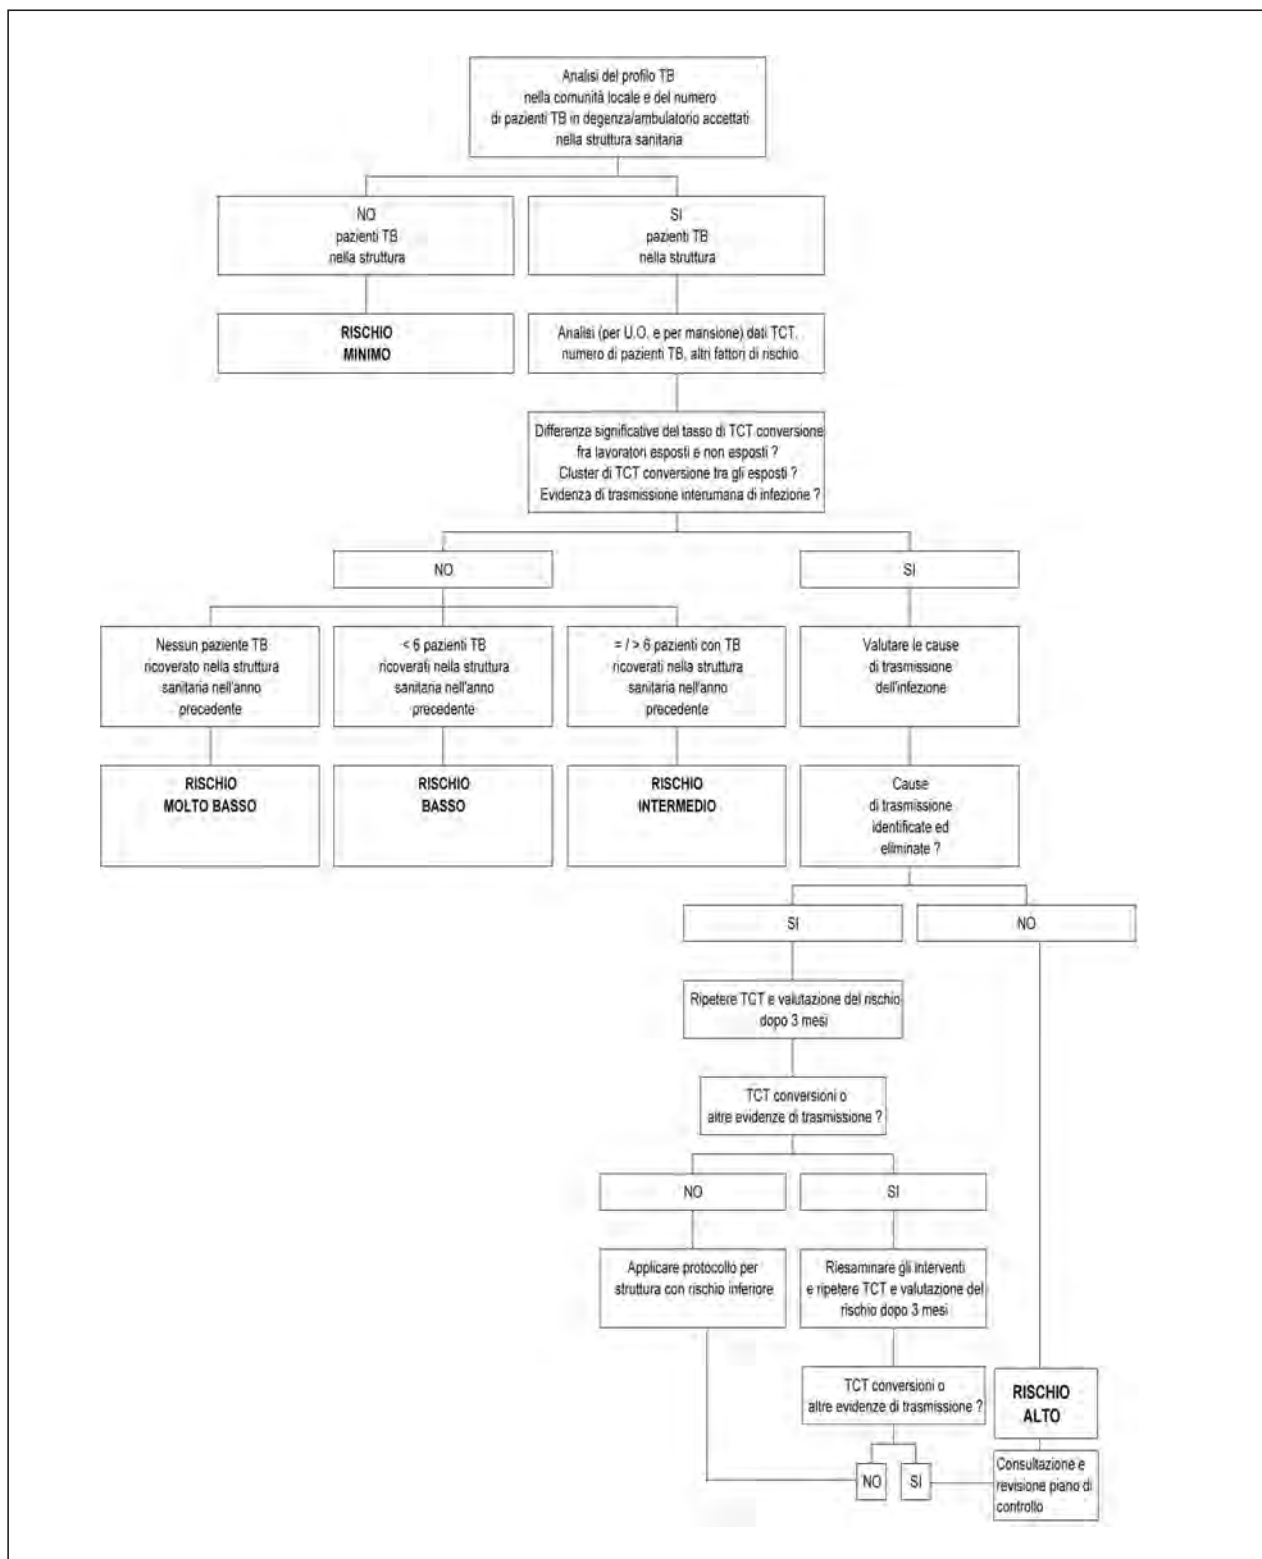 Analisi del profilo TB
nella comunità locale e del numero
di pazienti TB in degenza/ambulatorio accettati
nella struttura sanitaria
NO
pazienti TB
nella struttura
SI
pazienti TB
nella struttura
RISCHIO
MINIMO
Analisi (per U.O. e per mansione) dati TCT,
numero di pazienti TB, altri fattori di rischio
Differenze significative del tasso di TCT conversione
fra lavoratori esposti e non esposti ?
Cluster di TCT conversione tra gli esposti ?
Evidenza di trasmissione interumana di infezione ?
NO
SI
Nessun paziente TB
ricoverato nella struttura
sanitaria nell'anno
precedente
< 6 pazienti TB
ricoverati nella struttura
sanitaria nell'anno
precedente
= / > 6 pazienti con TB
ricoverati nella struttura
sanitaria nell'anno
precedente
Valutare le cause
di trasmissione
dell'infezione
RISCHIO
MOLTO BASSO
RISCHIO
BASSO
RISCHIO
INTERMEDIO
Cause
di trasmissione
identificate ed
eliminate ?
SI
NO
Ripetere TCT e valutazione del rischio
dopo 3 mesi
TCT conversioni o
altre evidenze di trasmissione ?
NO
SI
Applicare protocollo per
struttura con rischio inferiore
Riesaminare gli interventi
e ripetere TCT e valutazione del
rischio dopo 3 mesi
TCT conversioni o
altre evidenze di trasmissione ?
RISCHIO
ALTO
NO
SI
Consultazione e
revisione piano di
controllo